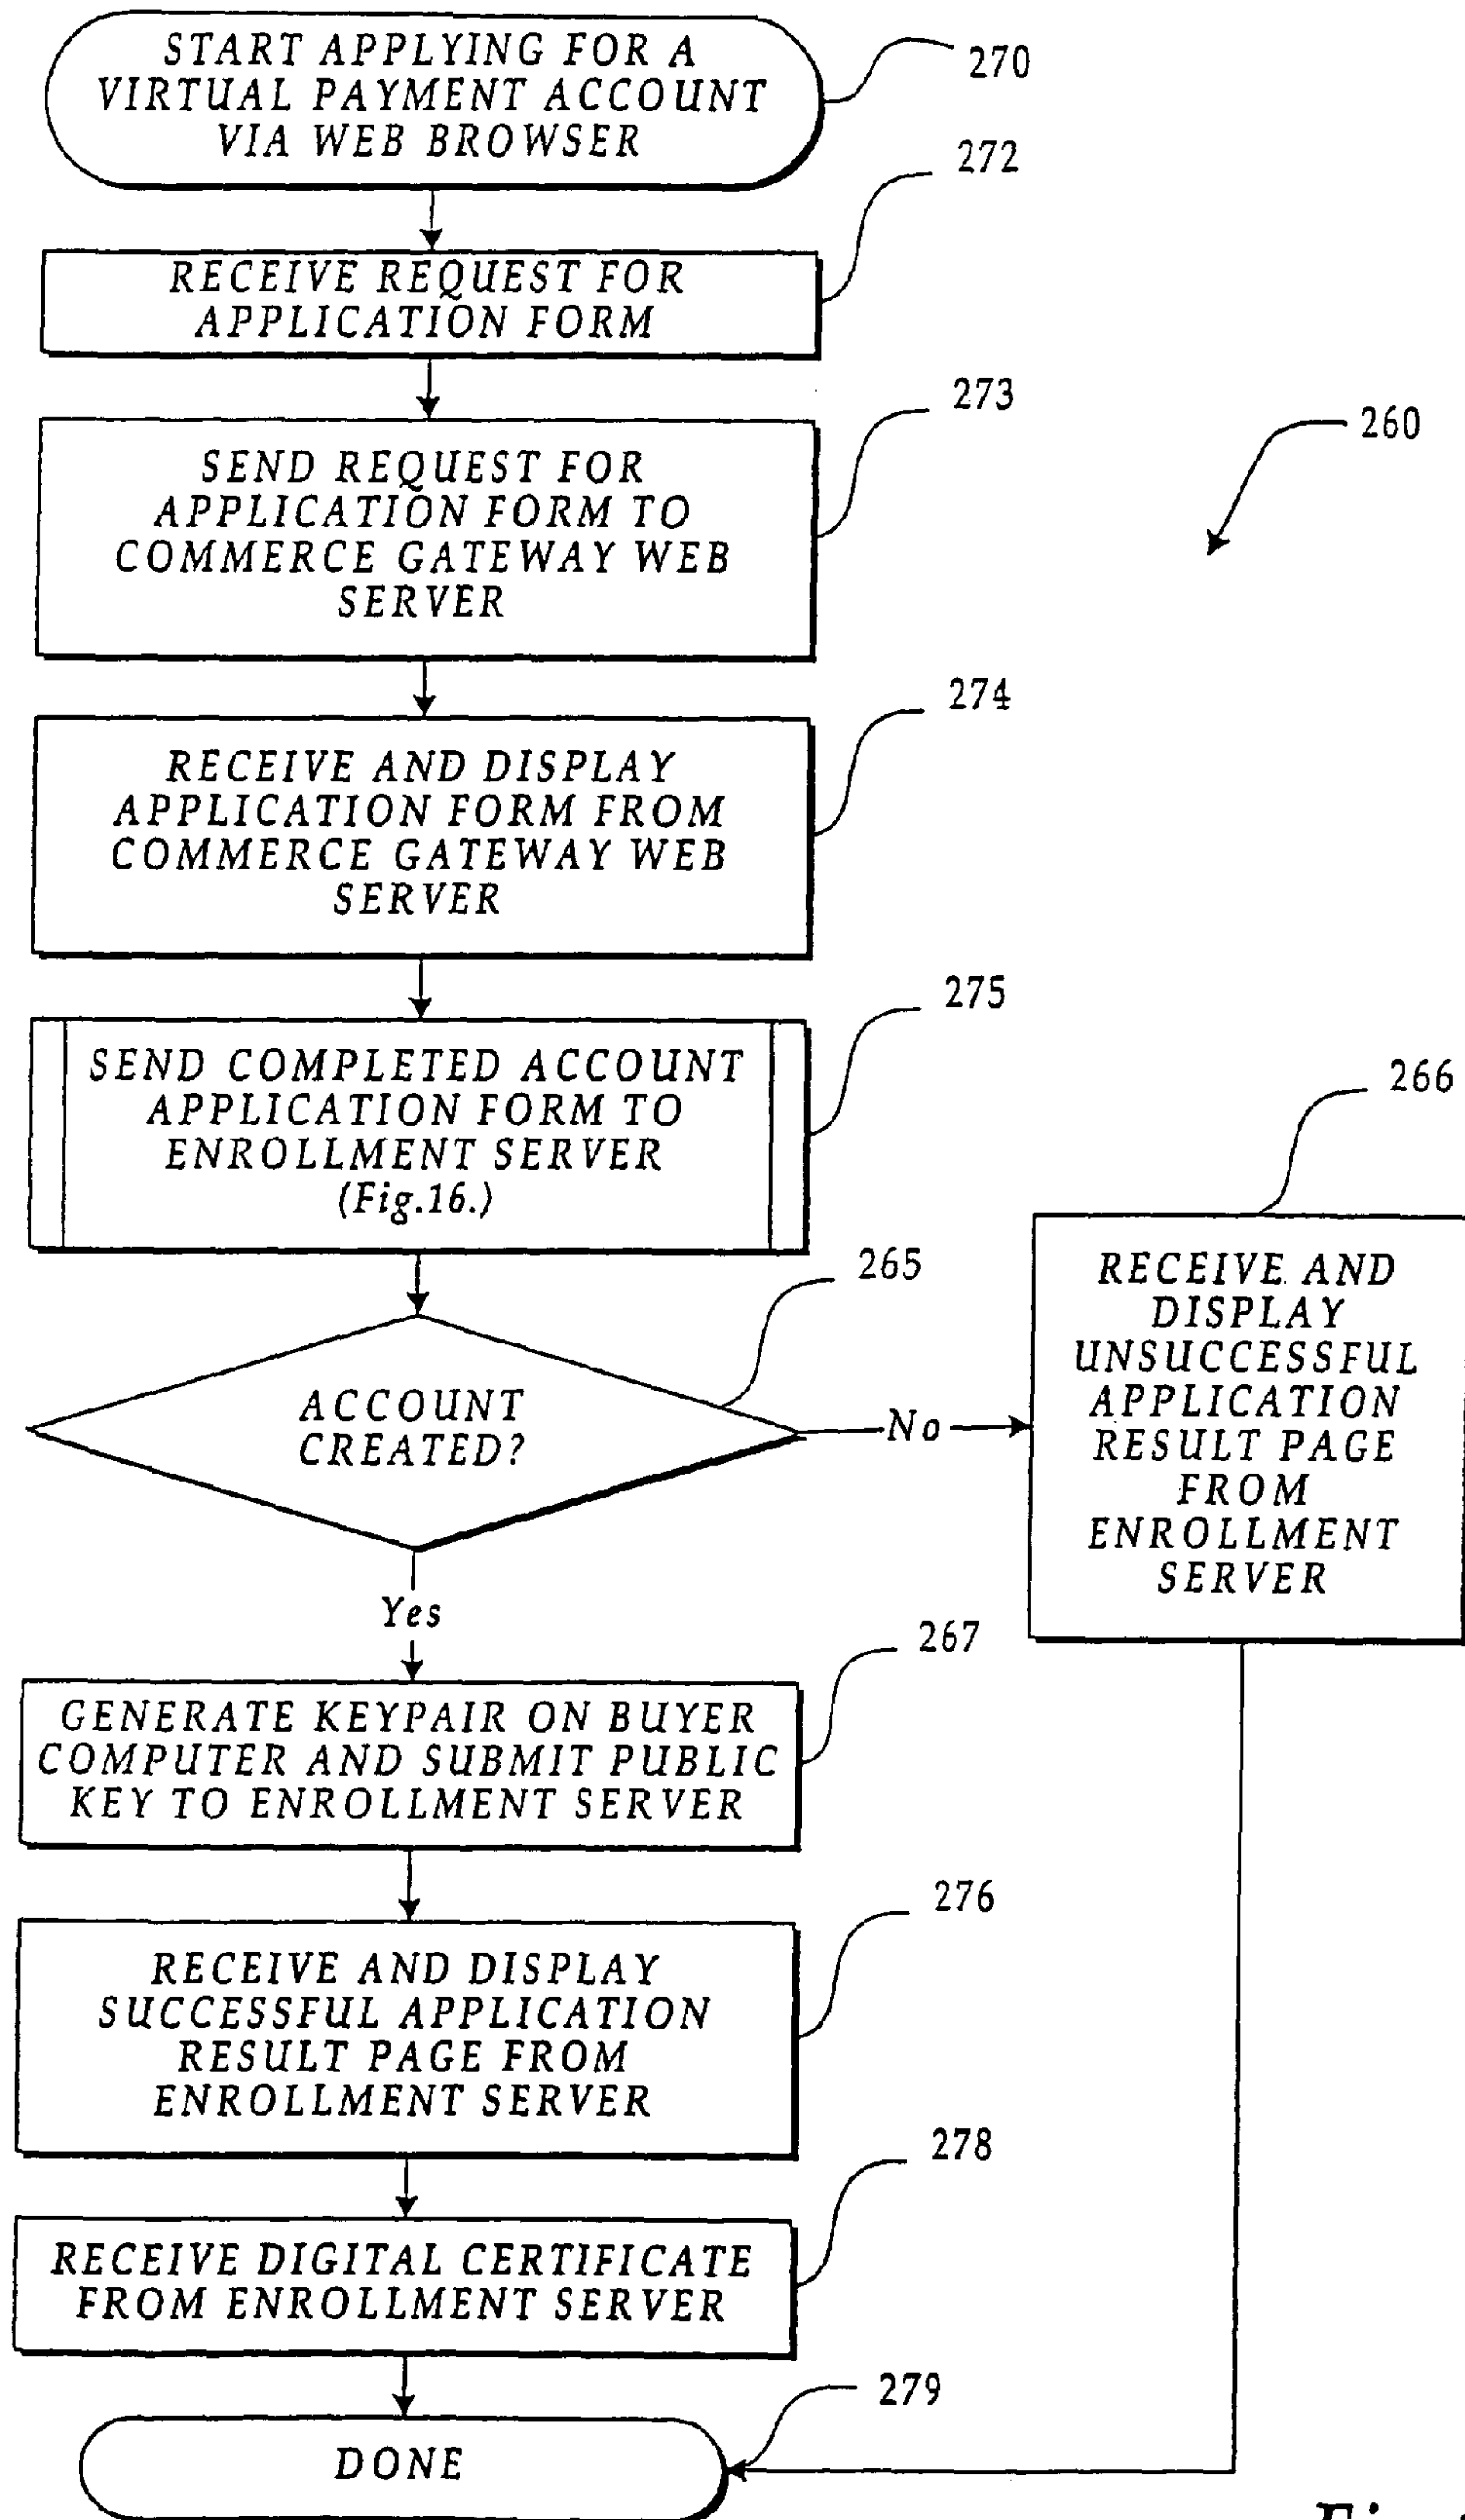 START APPLYING FOR A
VIRTUAL PAYMENT ACCOUNT
VIA WEB BROWSER
270
272
RECEIVE REQUEST FOR
APPLICATION FORM
273
260
SEND REQUEST FOR
APPLICATION FORM TO
COMMERCE GATEWAY WEB
SERVER
274
RECEIVE AND DISPLAY
APPLICATION FORM FROM
COMMERCE GATEWAY WEB
SERVER
275
SEND COMPLETED ACCOUNT
APPLICATION FORM TO
ENROLLMENT SERVER
(Fig.16.)
266
265
RECEIVE AND
DISPLAY
UNSUCCESSFUL
APPLICATION
RESULT PAGE
FROM
ENROLLMENT
SERVER
ACCOUNT
CREATED?
No
Yes
267
GENERATE KEYPAIR ON BUYER
COMPUTER AND SUBMIT PUBLIC
KEY TO ENROLLMENT SERVER
276
RECEIVE AND DISPLAY
SUCCESSFUL APPLICATION
RESULT PAGE FROM
ENROLLMENT SERVER
278
RECEIVE DIGITAL CERTIFICATE
FROM ENROLLMENT SERVER
279
DONE